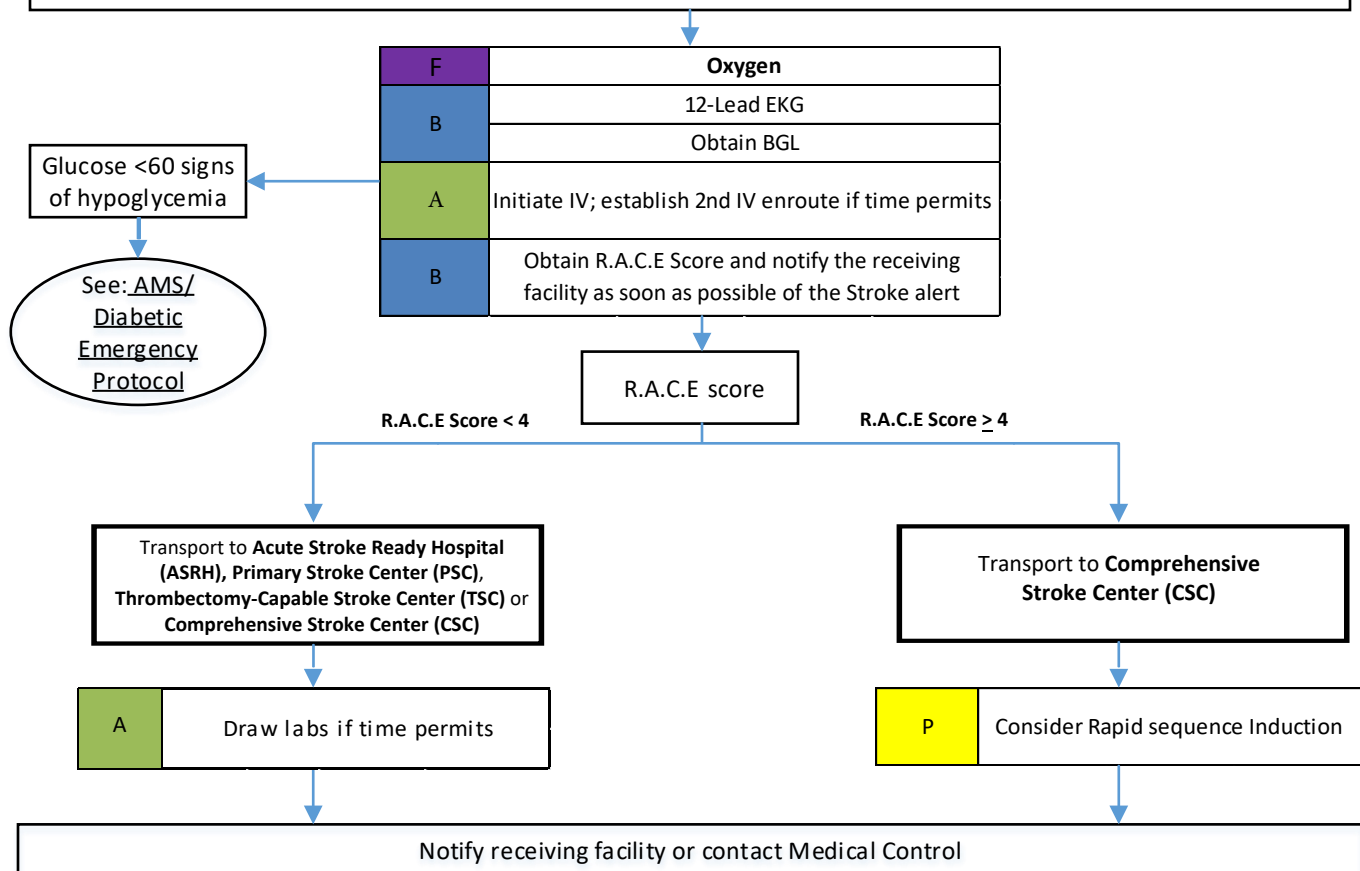 F
Oxygen
B
12-Lead EKG
Obtain BGL
Glucose <60 signs
of hypoglycemia
A
Initiate IV; establish 2nd IV enroute if time permits
B
Obtain R.A.C.E Score and notify the receiving
facility as soon as possible of the Stroke alert
See: AMS/
Diabetic
Emergency
Protocol
R.A.C.E score
R.A.C.E Score < 4
R.A.C.E Score ≥ 4
Transport to Acute Stroke Ready Hospital
(ASRH), Primary Stroke Center (PSC),
Thrombectomy-Capable Stroke Center (TSC) or
Comprehensive Stroke Center (CSC)
Transport to Comprehensive
Stroke Center (CSC)
A
Draw labs if time permits
P
Consider Rapid sequence Induction
Notify receiving facility or contact Medical Control